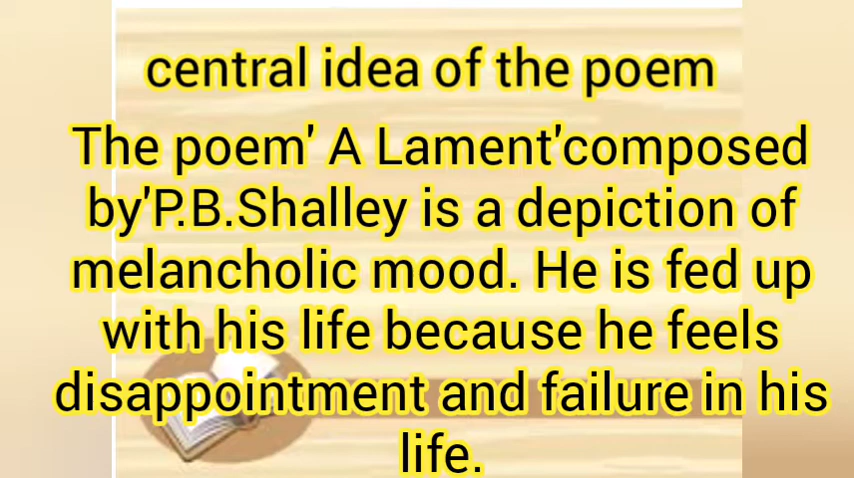 central idea of the poem
The poem' A Lament'composed
by'P.B.Shalley is a depiction of
melancholic mood. He is fed up
with his life because he feels
disappointment and failure in his
life.